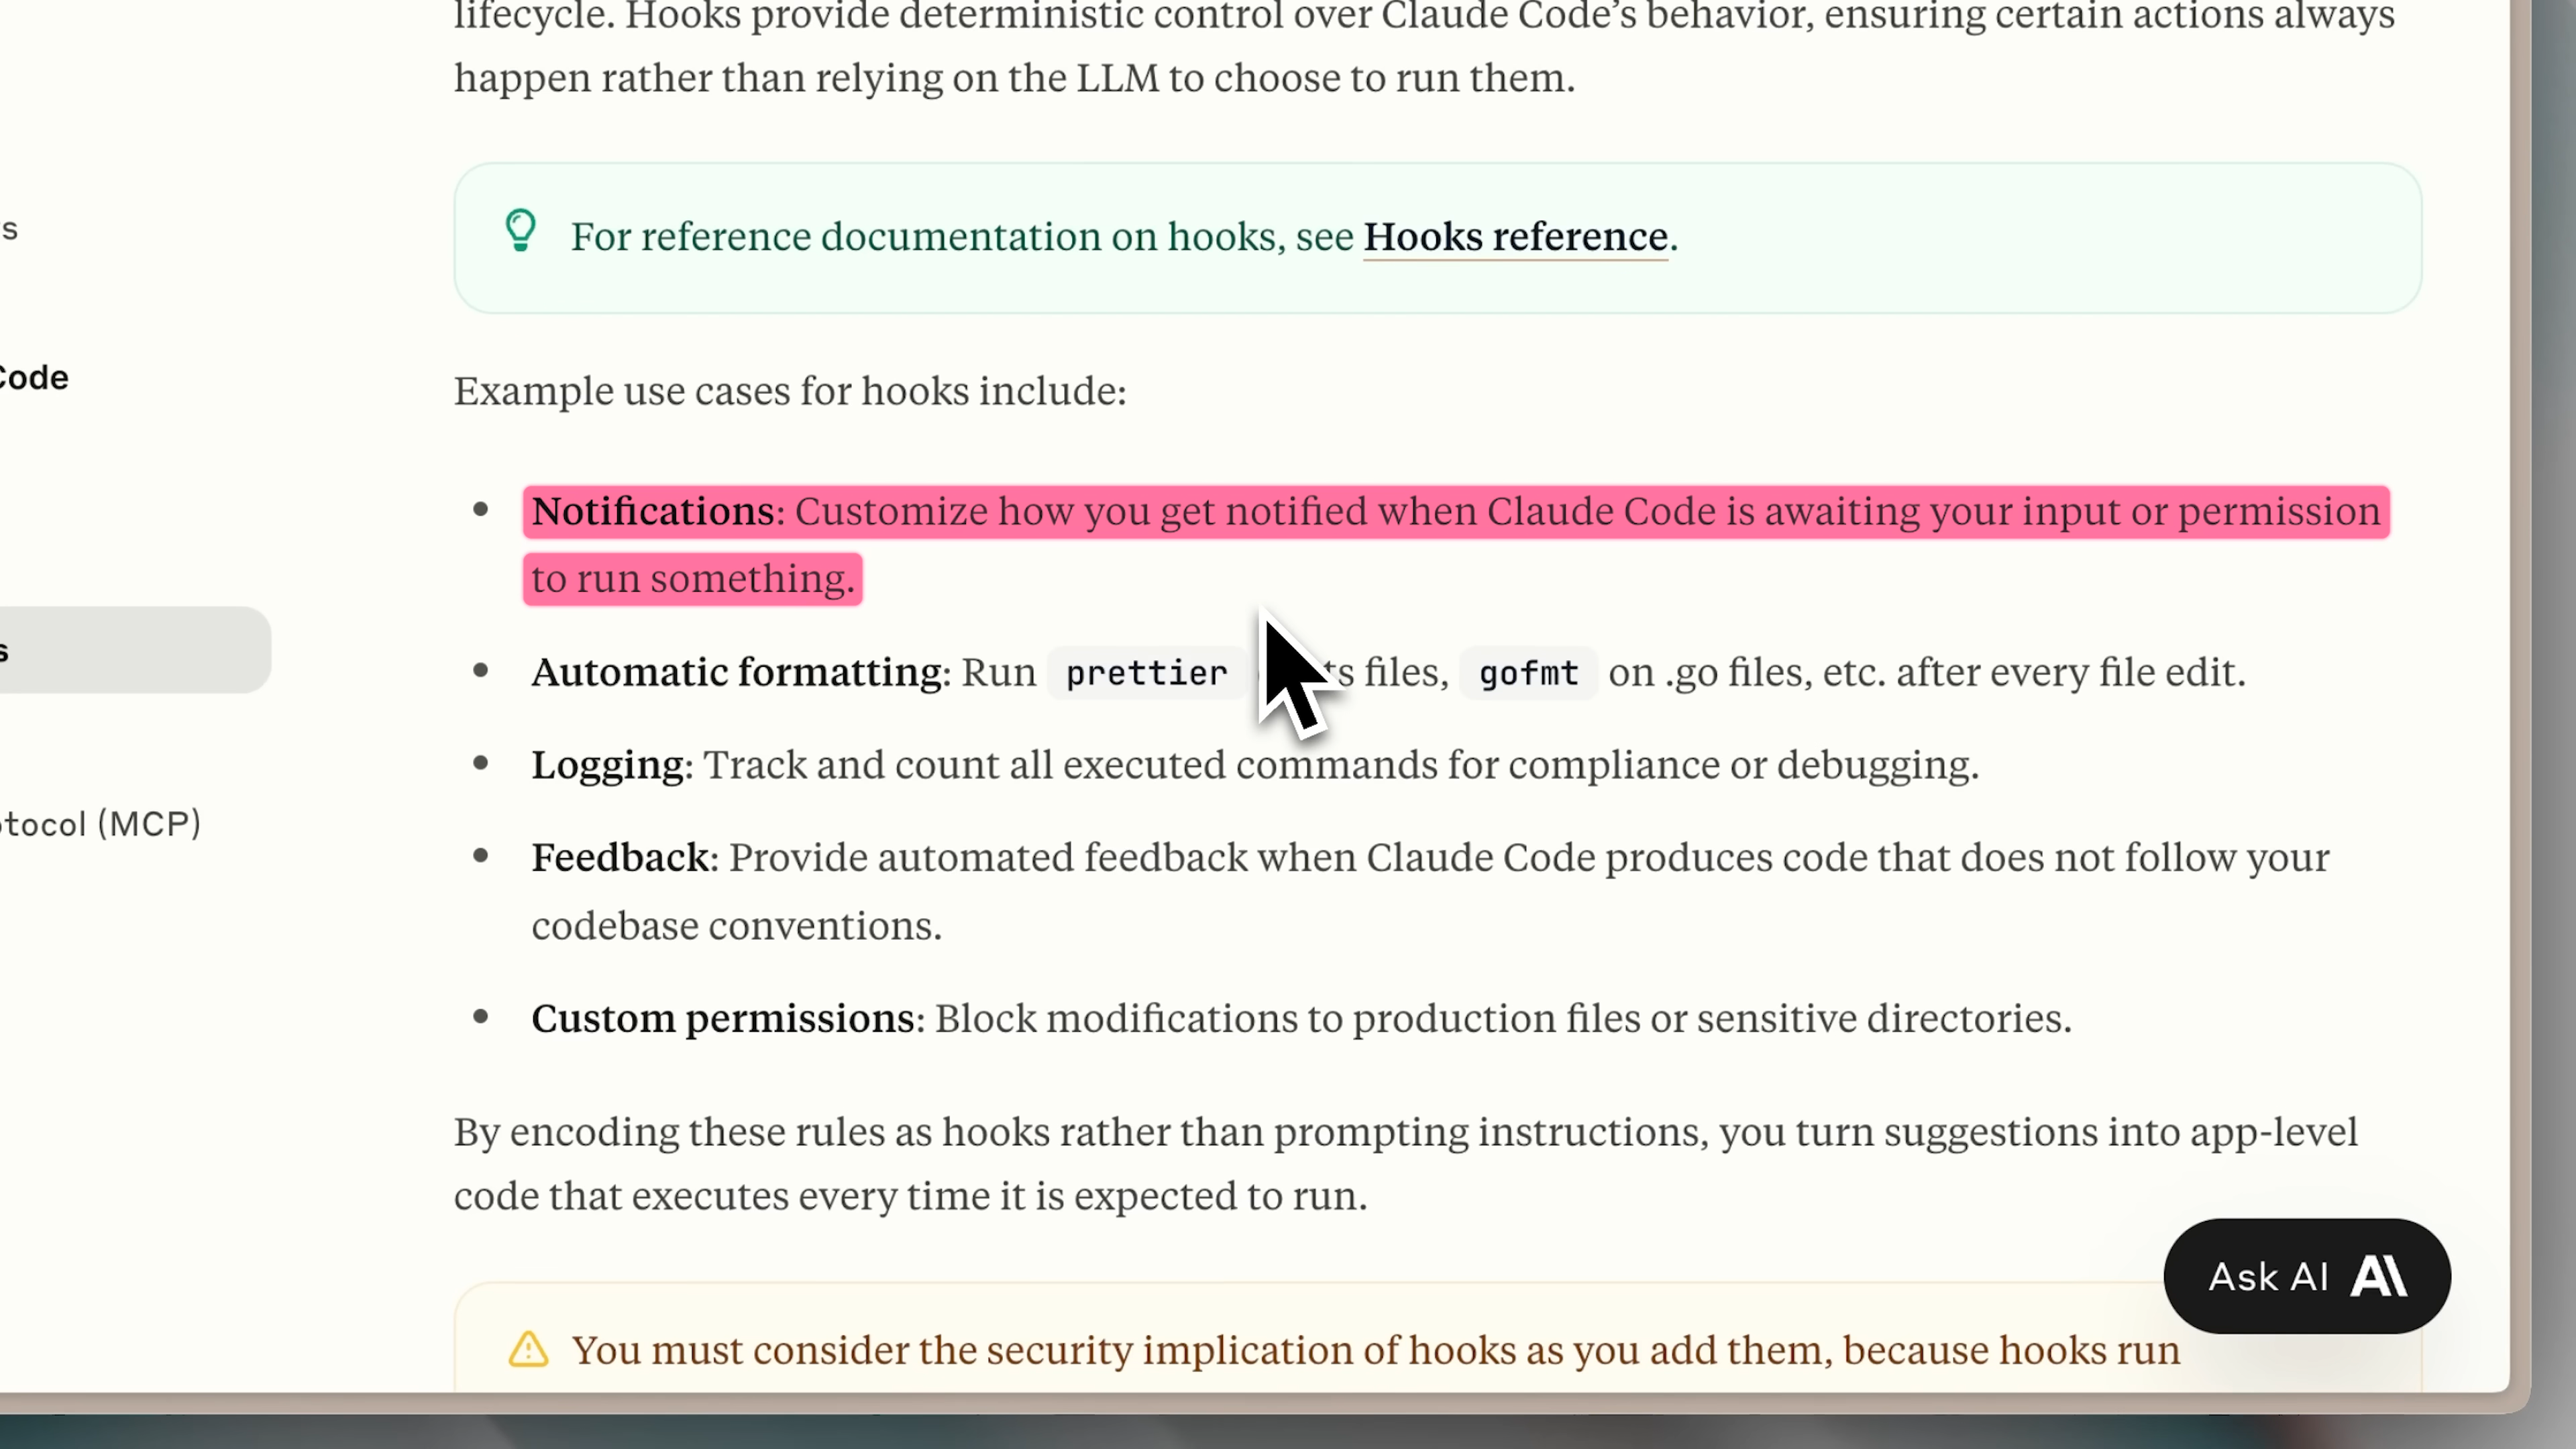 lifecycle. Hooks provide deterministic control over Claude Code’s behavior, ensuring certain actions always
happen rather than relying on the LLM to choose to run them.
s
For reference documentation on hooks, see Hooks reference.
Code
Example use cases for hooks include:
• Notifications: Customize how you get notified when Claude Code is awaiting your input or permission
to run something.
s
• Automatic formatting: Run prettier files, gofmt on .go files, etc. after every file edit.
• Logging: Track and count all executed commands for compliance or debugging.
otocol (MCP)
• Feedback: Provide automated feedback when Claude Code produces code that does not follow your
codebase conventions.
• Custom permissions: Block modifications to production files or sensitive directories.
By encoding these rules as hooks rather than prompting instructions, you turn suggestions into app-level
code that executes every time it is expected to run.
Ask AI
You must consider the security implication of hooks as you add them, because hooks run